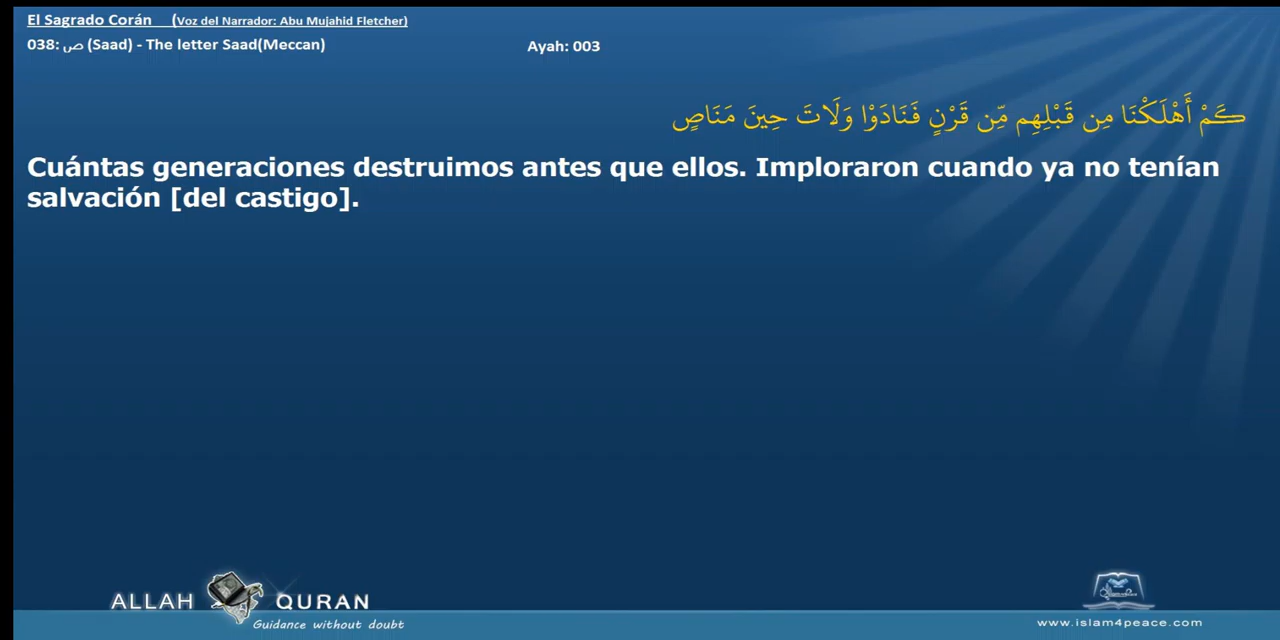 El Sagrado Corán (Voz del Narrador: Abu Mujahid Fletcher)
038: ص (Saad) - The letter Saad(Meccan) Ayah: 003
كَمْ أَهْلَكْنَا مِن قَبْلِهِم مِّن قَرْنٍ فَنَادَوْا وَلَاتَ حِينَ مَنَاصٍ
Cuántas generaciones destruimos antes que ellos. Imploraron cuando ya no tenían
salvación [del castigo].
ALLAH QURAN
Guidance without doubt
www.islam4peace.com